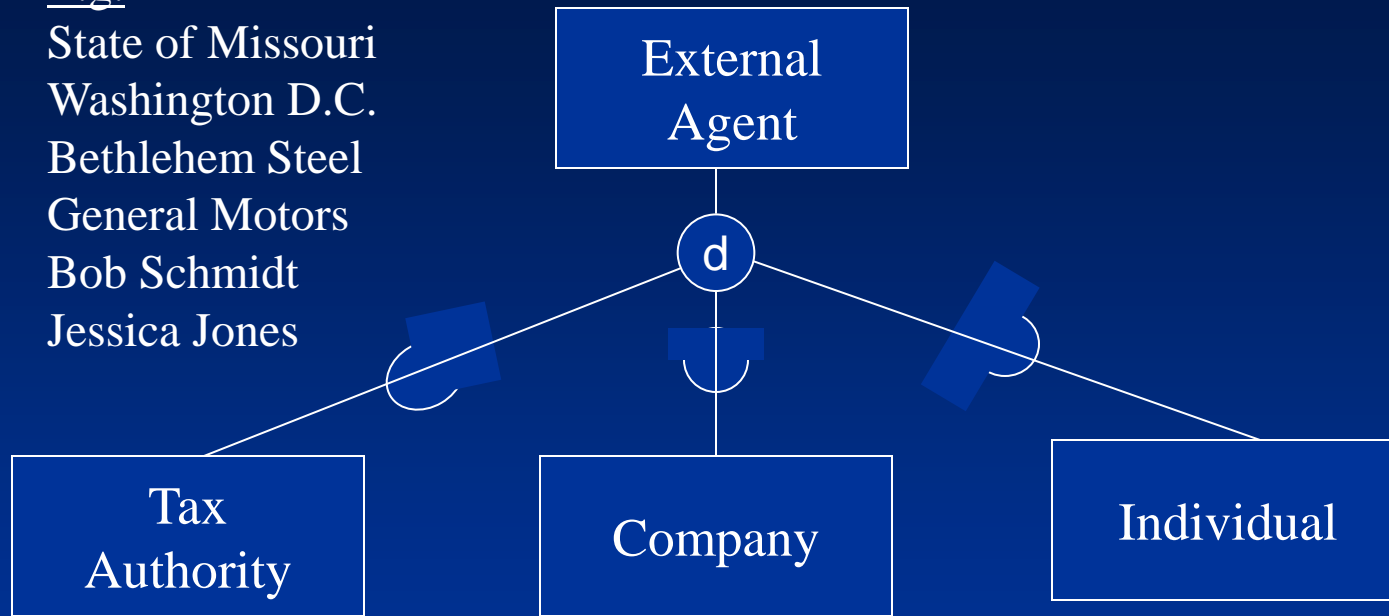 State of Missouri
Washington D.C.
Bethlehem Steel
General Motors
Bob Schmidt
Jessica Jones
External
Agent
d
Tax
Authority
Company
Individual